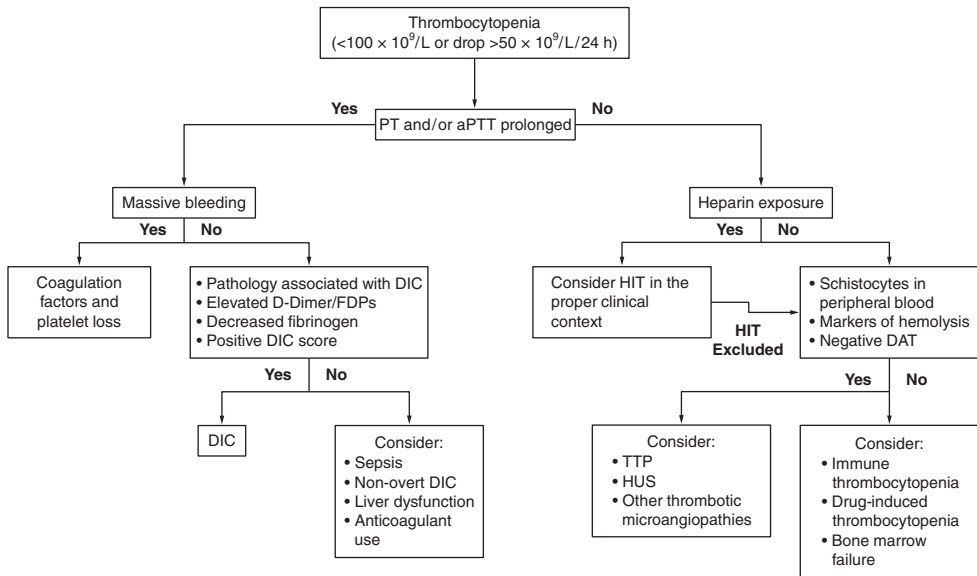 Thrombocytopenia
(<100 × 10⁹/L or drop >50 × 10⁹/L/24 h)
Yes
No
PT and/or aPTT prolonged
Massive bleeding
Heparin exposure
Yes
No
Yes
No
Coagulation
factors and
platelet loss
• Pathology associated with DIC
• Elevated D-Dimer/FDPs
• Decreased fibrinogen
• Positive DIC score
Consider HIT in the
proper clinical
context
HIT
Excluded
• Schistocytes in
peripheral blood
• Markers of hemolysis
• Negative DAT
Yes
No
Yes
No
DIC
Consider:
• Sepsis
• Non-overt DIC
• Liver dysfunction
• Anticoagulant
use
Consider:
• TTP
• HUS
• Other thrombotic
microangiopathies
Consider:
• Immune
thrombocytopenia
• Drug-induced
thrombocytopenia
• Bone marrow
failure